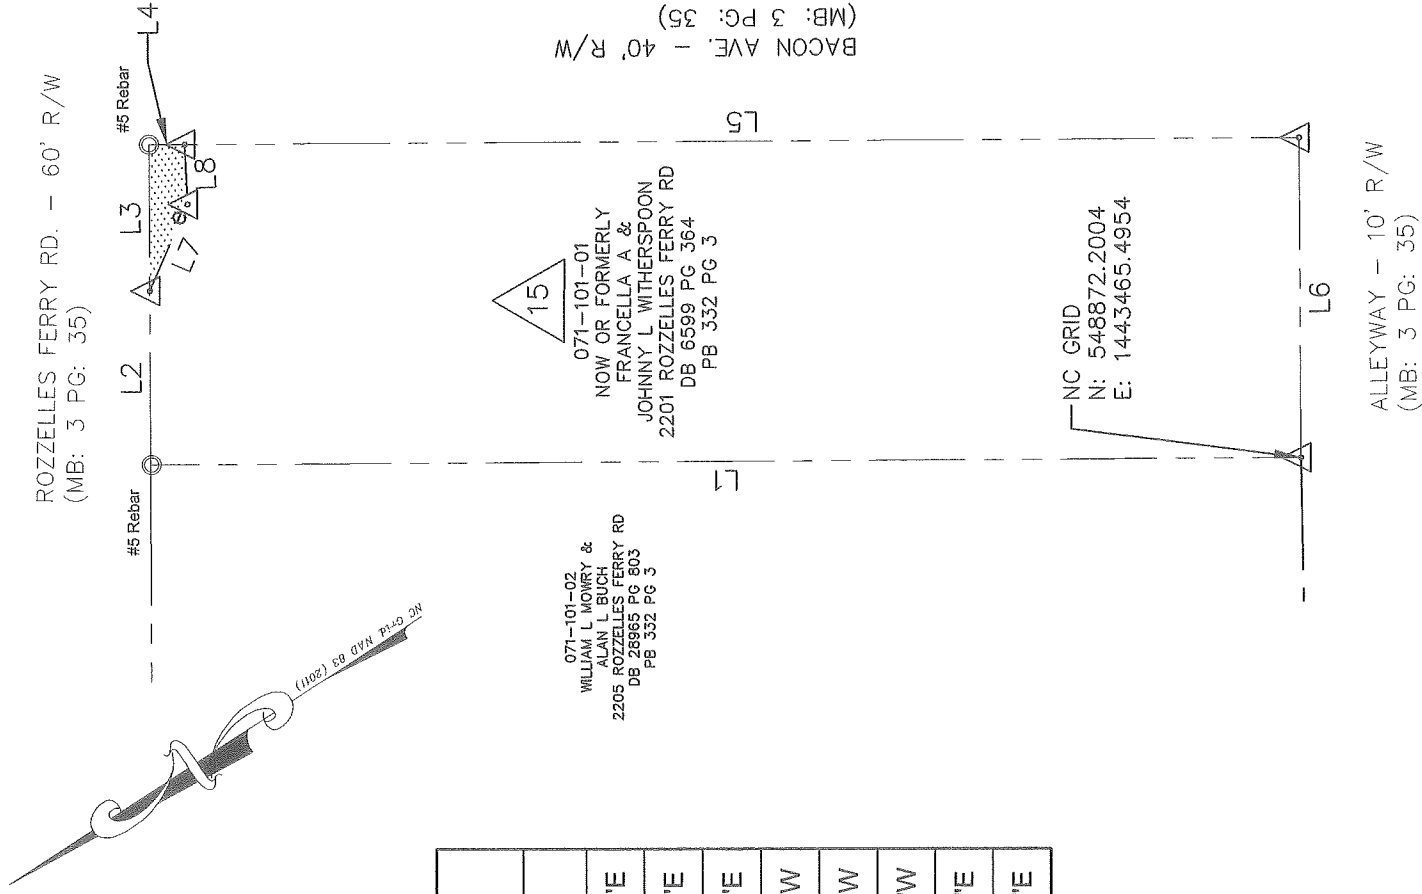 ROZZELLES FERRY RD. - 60' R/W
(MB: 3 PG: 35)
#5 Rebar
L2
L3
#5 Rebar
L4
L7
L8
BACON AVE. - 40' R/W
(MB: 3 PG: 35)
L5
15
071-101-01
NOW OR FORMERLY
FRANCELLA A &
JOHNNY L WITHERSPOON
2201 ROZZELLES FERRY RD
DB 6599 PG 364
PB 332 PG 3
L1
071-101-02
WILLIAM L MOWRY &
ALAN L BUCH
2205 ROZZELLES FERRY RD
DB 28965 PG 803
PB 332 PG 3
NC GRID
N: 548872.2004
E: 1443465.4954
L6
ALLEYWAY - 10' R/W
(MB: 3 PG: 35)
NC Grid NAD 83 (2011)
N
"E
"E
"E
'W
'W
'W
"E
"E